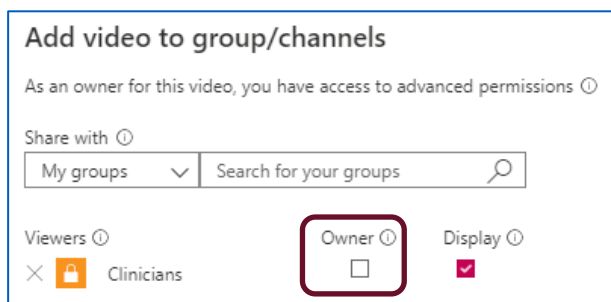 Add video to group/channels
As an owner for this video, you have access to advanced permissions
Share with
My groups Search for your groups
Viewers Owner Display
Clinicians